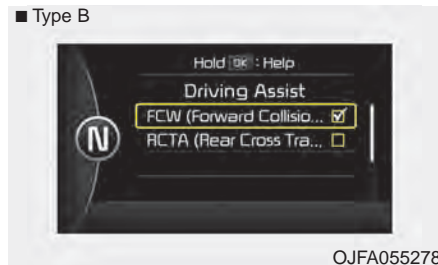 ■ Type B
Hold OK : Help
Driving Assist
FCW (Forward Collisio...
RCTA (Rear Cross Tra...
N
OJFA055278